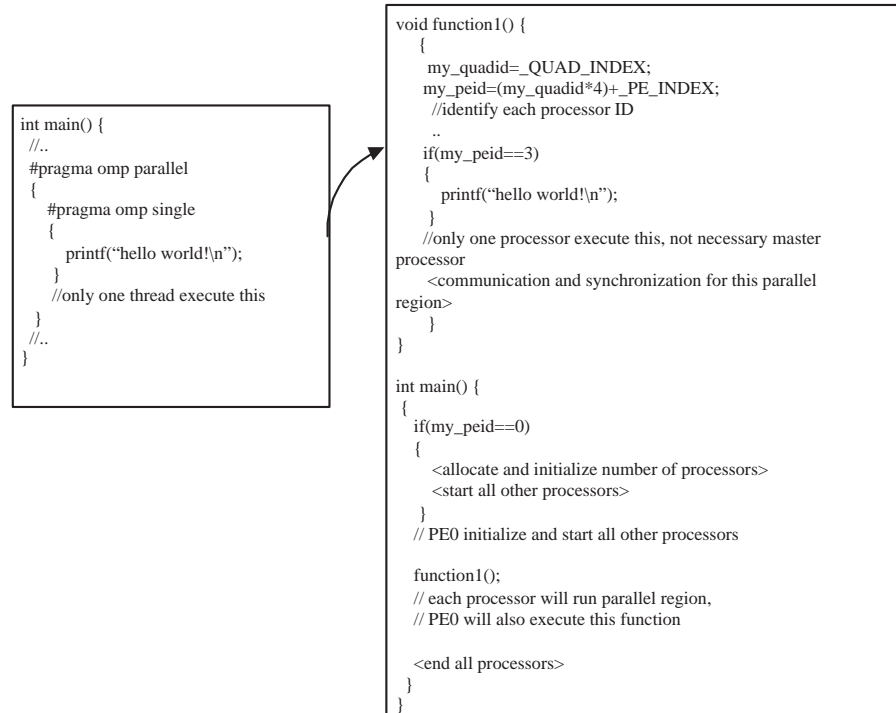 int main() {
//..
#pragma omp parallel
{
#pragma omp single
{
printf(“hello world!\n”);
}
//only one thread execute this
}
//..
}
void function1() {
{
my_quadid=_QUAD_INDEX;
my_peid=(my_quadid*4)+_PE_INDEX;
//identify each processor ID
..
if(my_peid==3)
{
printf(“hello world!\n”);
}
//only one processor execute this, not necessary master
processor
<communication and synchronization for this parallel
region>
}
}
int main() {
{
if(my_peid==0)
{
<allocate and initialize number of processors>
<start all other processors>
}
// PE0 initialize and start all other processors
function1();
// each processor will run parallel region,
// PE0 will also execute this function
<end all processors>
}
}